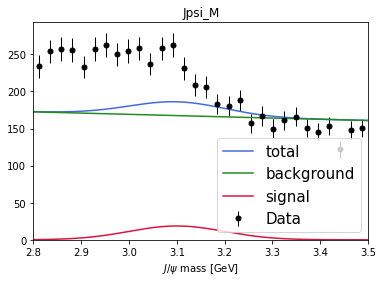 Jpsi_M
250
200
150
100
50
0
total
background
signal
Data
2.8 2.9 3.0 3.1 3.2 3.3 3.4 3.5
J/ψ mass [GeV]